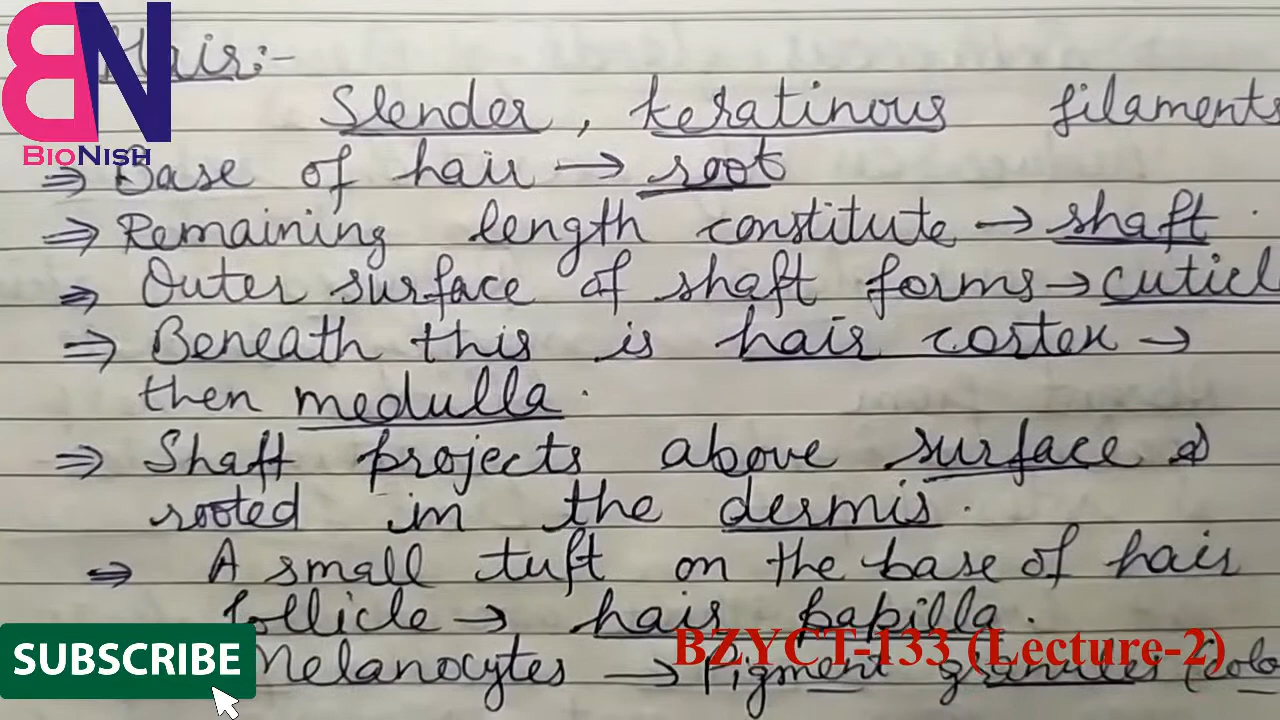 BN
BioNish
Hair:-
Slender, keratinous filaments
⇒ Base of hair → root
⇒ Remaining length constitute → shaft.
⇒ Outer surface of shaft forms → cuticl
⇒ Beneath this is hair cortex →
then medulla.
⇒ Shaft projects above surface &
rooted in the dermis.
⇒ A small tuft on the base of hair
follicle → hair papilla.
BZYCT-133 (Lecture-2)
SUBSCRIBE
Melanocytes → Pigment granules (colo